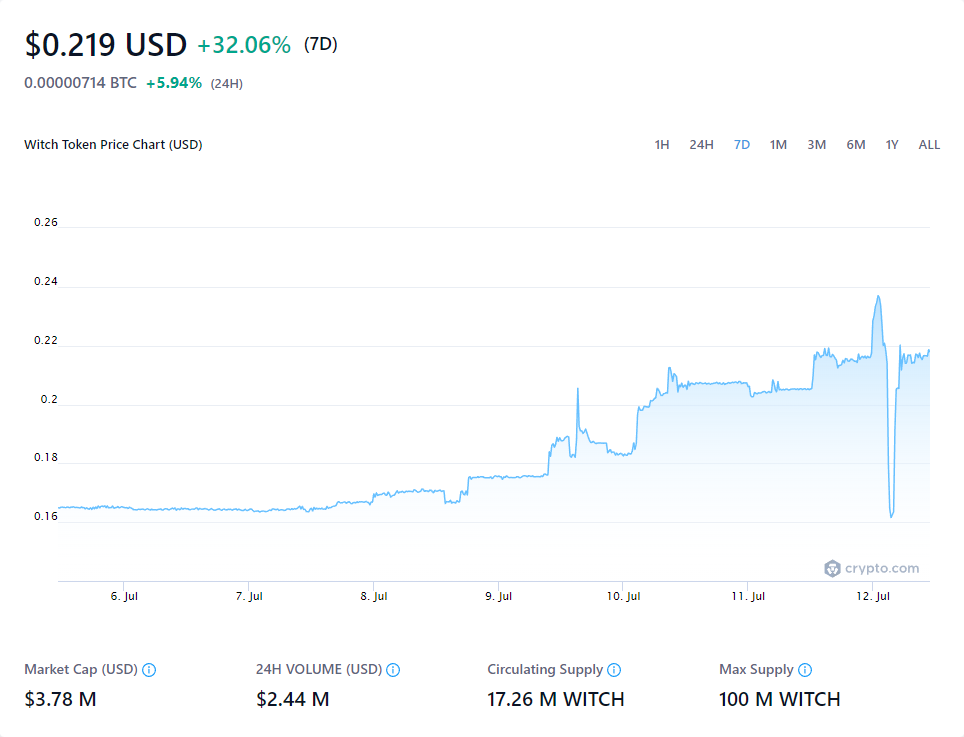 $0.219 USD +32.06% (7D)
0.00000714 BTC +5.94% (24H)
Witch Token Price Chart (USD) 1H 24H 7D 1M 3M 6M 1Y ALL
0.26
0.24
0.22
0.2
0.18
0.16
crypto.com
6. Jul 7. Jul 8. Jul 9. Jul 10. Jul 11. Jul 12. Jul
Market Cap (USD) 24H VOLUME (USD) Circulating Supply Max Supply
$3.78 M $2.44 M 17.26 M WITCH 100 M WITCH